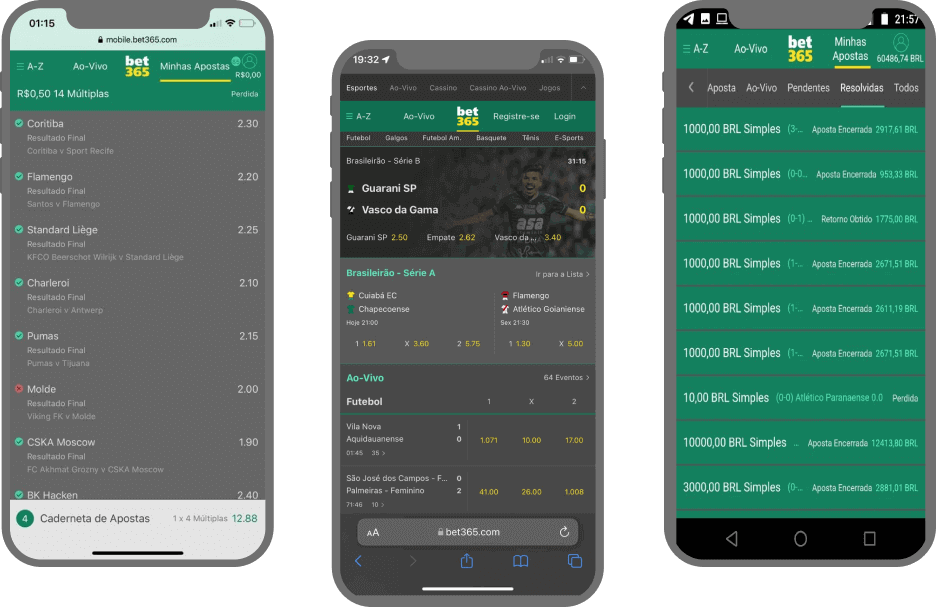 01:15
mobile.bet365.com
A-Z
Ao-Vivo
bet
365
Minhas Apostas
R$0,00
R$0,50 14 Múltiplas
Perdida
Coritiba
2.30
Resultado Final
Coritiba v Sport Recife
Flamengo
2.20
Resultado Final
Santos v Flamengo
Standard Liège
2.25
Resultado Final
KFCO Beerschot Wilrijk v Standard Liège
Charleroi
2.10
Resultado Final
Charleroi v Antwerp
Pumas
2.15
Resultado Final
Pumas v Tijuana
Molde
2.00
Resultado Final
Viking FK v Molde
CSKA Moscow
1.90
Resultado Final
FC Akhmat Grozny v CSKA Moscow
BK Hacken
2.40
4
Caderneta de Apostas
1 x 4 Múltiplas 12.88
19:32
Esportes
Ao-Vivo
Cassino
Cassino Ao-Vivo
Jogos
A-Z
Ao-Vivo
bet
365
Registre-se
Login
Futebol
Galgos
Futebol Am.
Basquete
Tênis
E-Sports
Brasileirão - Série B
31:15
Guarani SP
0
Vasco da Gama
0
Guarani SP 2.50
Empate 2.62
Vasco da ... 3.40
Brasileirão - Série A
Ir para a Lista
Cuiabá EC
Chapecoense
Hoje 21:00
1 1.61
X 3.60
2 5.75
Flamengo
Atlético Goianiense
Sex 21:30
1 1.30
X 5.00
Ao-Vivo
64 Eventos
Futebol
1
X
2
Vila Nova
1
Aquidauanense
0
01:45
35
1.071
10.00
17.00
São José dos Campos - F...
0
Palmeiras - Feminino
2
71:46
10
41.00
26.00
1.008
AA
bet365.com
21:57
A-Z
Ao-Vivo
bet
365
Minhas
Apostas
60486,74 BRL
Aposta
Ao-Vivo
Pendentes
Resolvidas
Todos
1000,00 BRL Simples (3-... Aposta Encerrada 2917,61 BRL
1000,00 BRL Simples (0-0... Aposta Encerrada 953,33 BRL
1000,00 BRL Simples (0-1) ... Retorno Obtido 1775,00 BRL
1000,00 BRL Simples (1-... Aposta Encerrada 2671,51 BRL
1000,00 BRL Simples (1-... Aposta Encerrada 2611,19 BRL
1000,00 BRL Simples (1-... Aposta Encerrada 2671,51 BRL
10,00 BRL Simples (0-0) Atlético Paranaense 0.0 Perdida
10000,00 BRL Simples ... Aposta Encerrada 12413,80 BRL
3000,00 BRL Simples (0-... Aposta Encerrada 2881,01 BRL